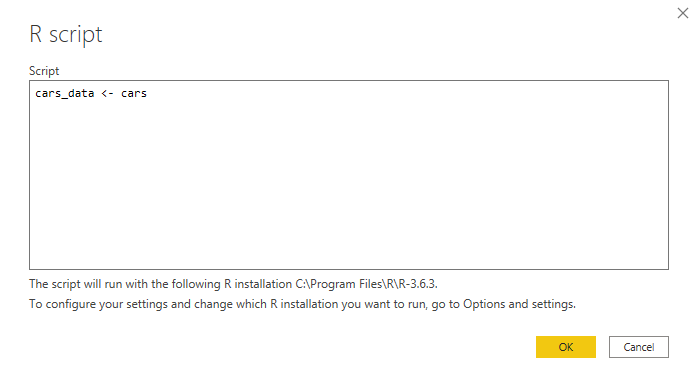 R script
Script
cars_data <- cars
The script will run with the following R installation C:\Program Files\R\R-3.6.3.
To configure your settings and change which R installation you want to run, go to Options and settings.
OK
Cancel